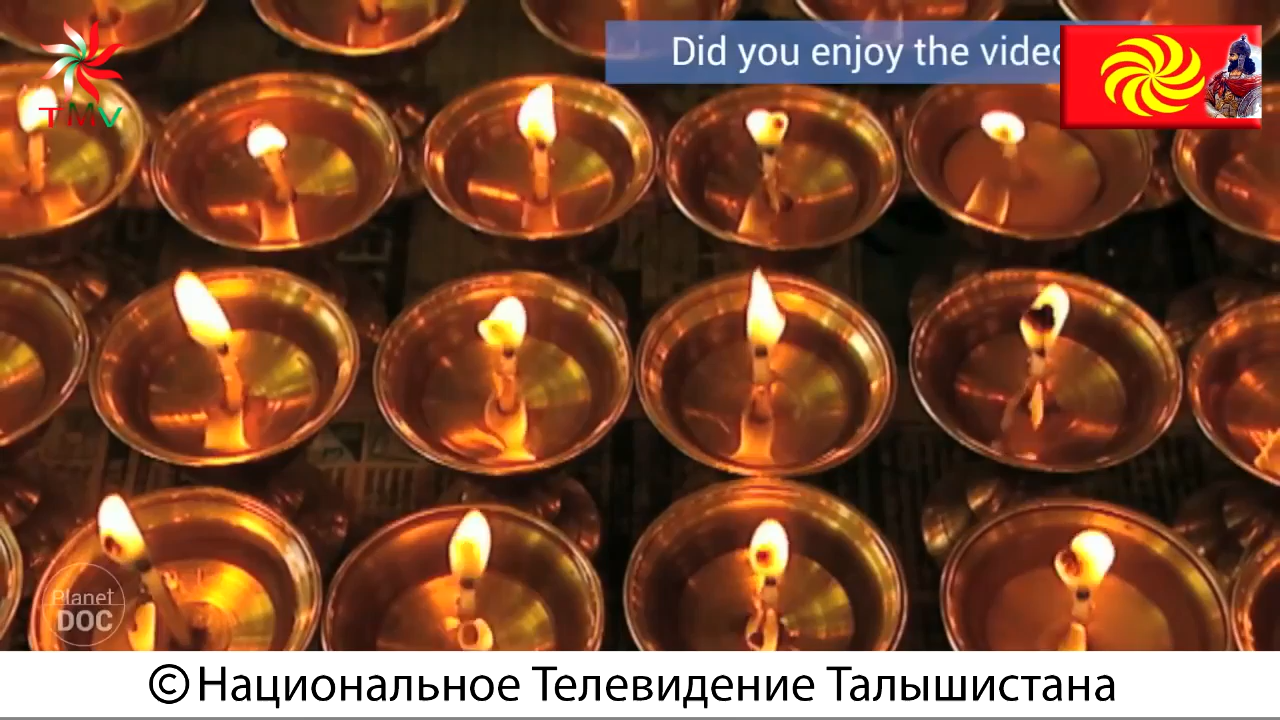 Did you enjoy the video
TMV
Planet
DOC
©Национальное Телевидение Талышистана